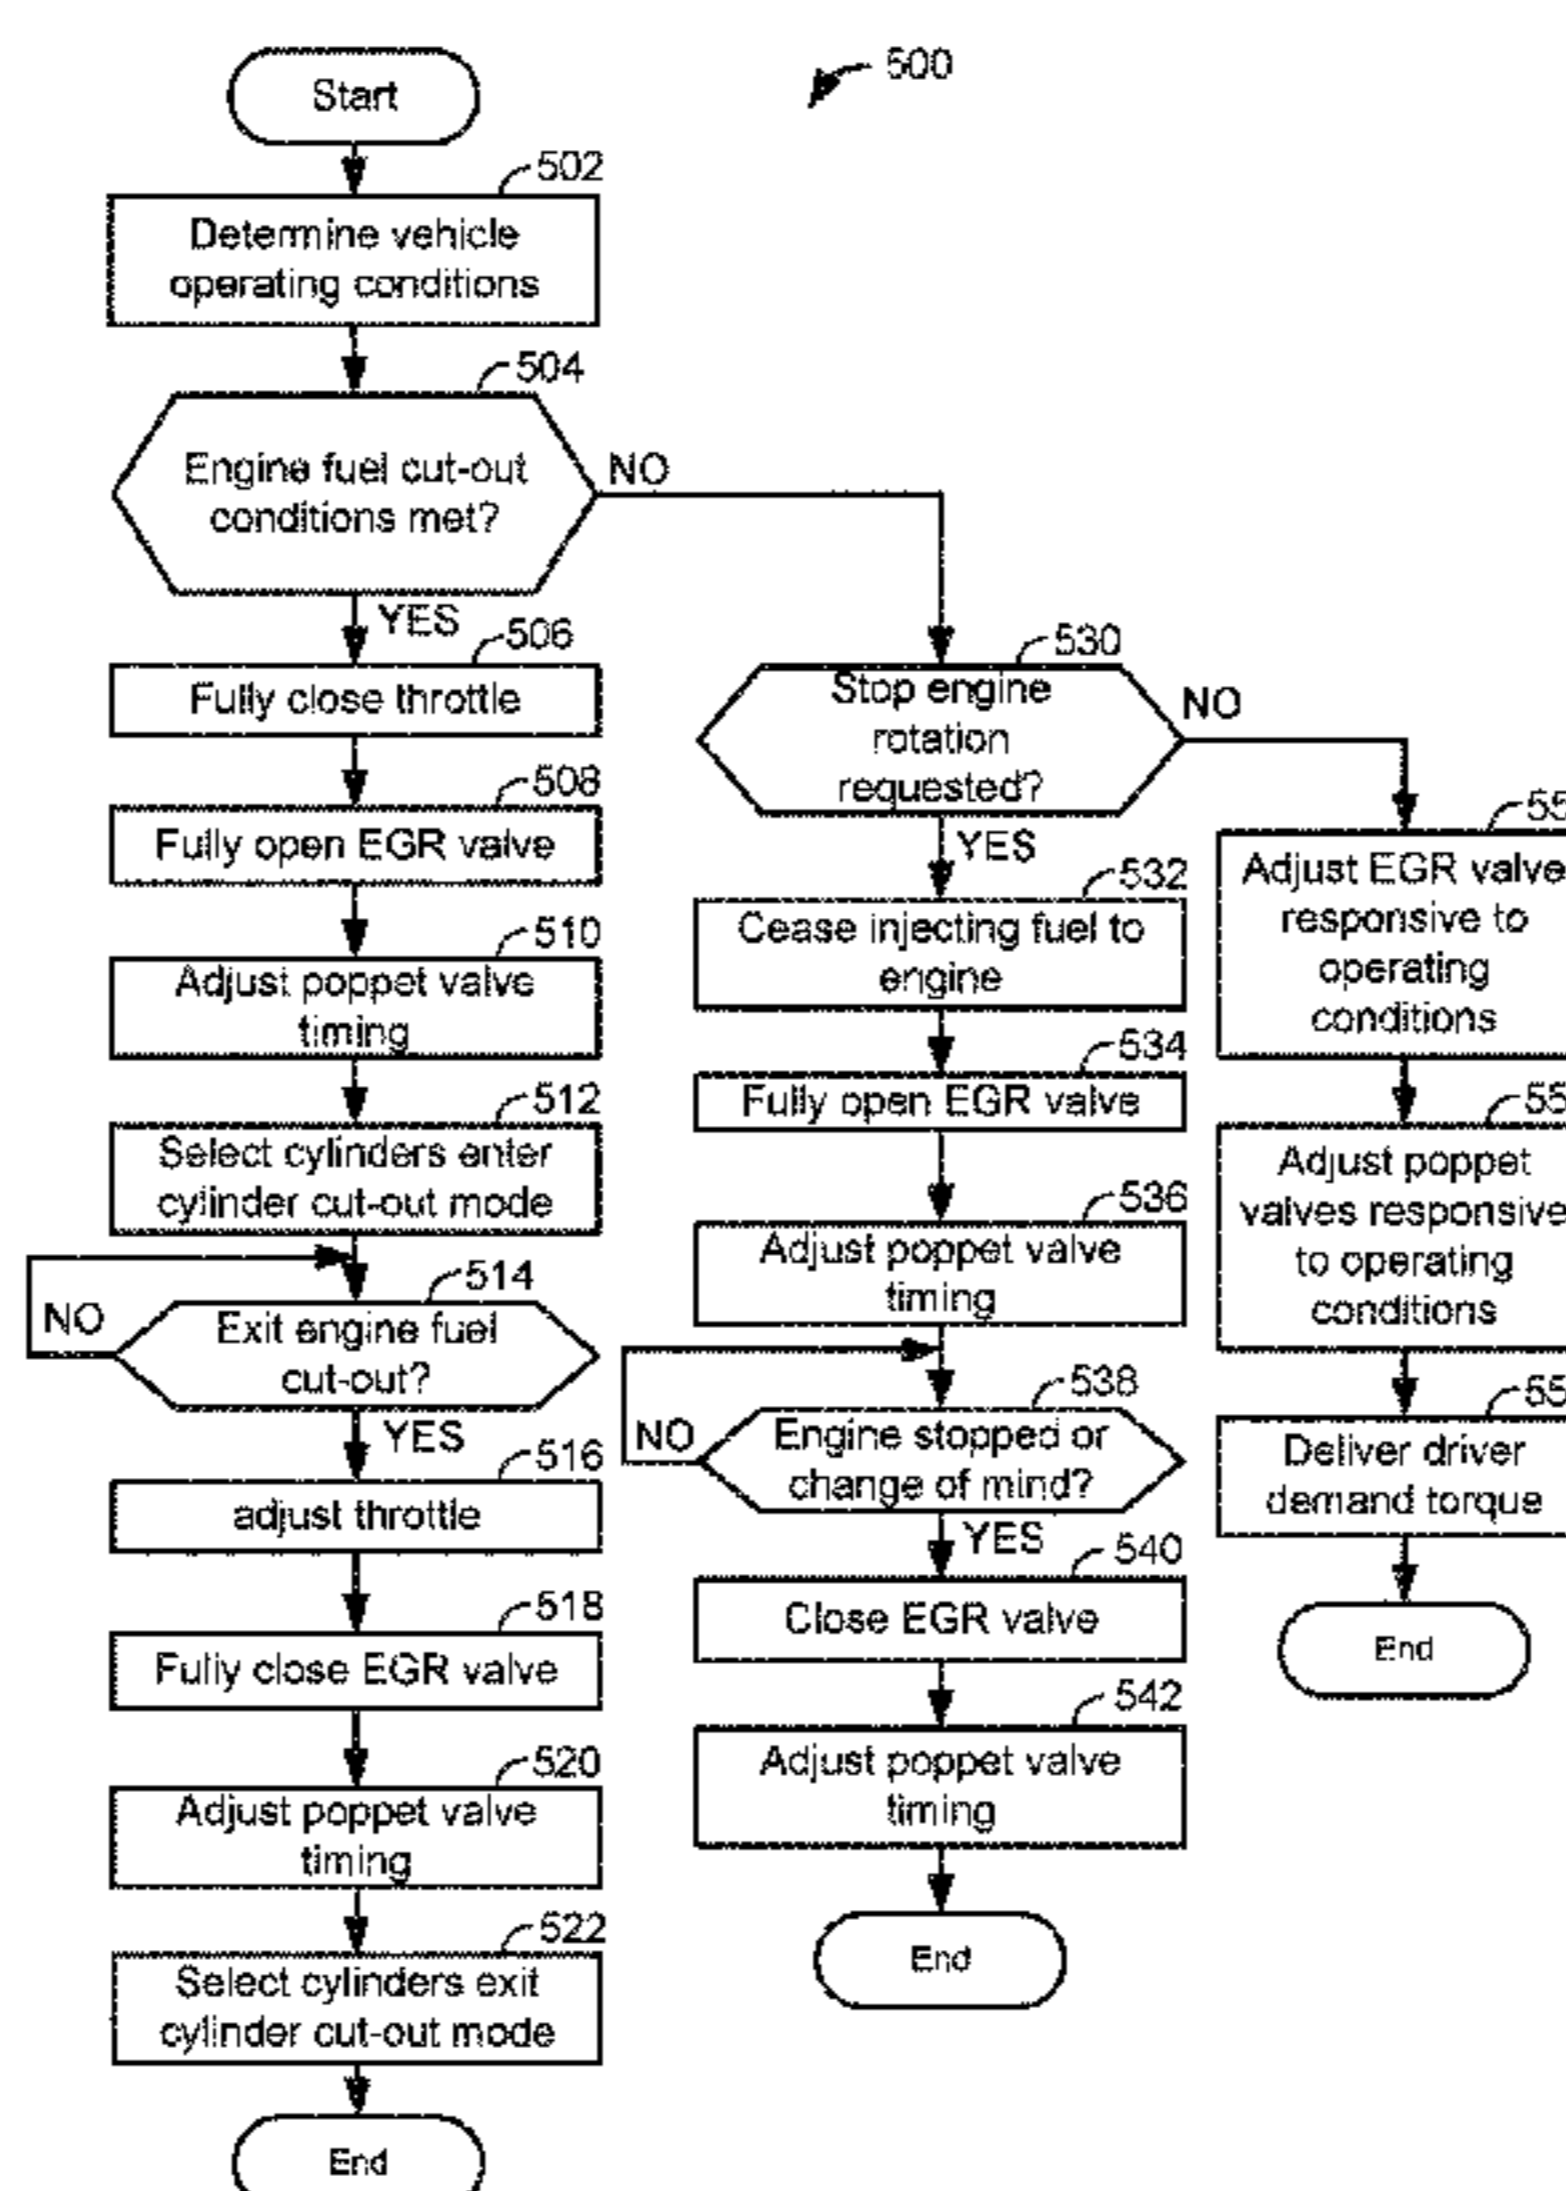 500
Start
502
Determine vehicle
operating conditions
504
Engine fuel cut-out
conditions met?
NO
YES
506
Fully close throttle
508
Fully open EGR valve
510
Adjust poppet valve
timing
512
Select cylinders enter
cylinder cut-out mode
514
Exit engine fuel
cut-out?
NO
YES
516
adjust throttle
518
Fully close EGR valve
520
Adjust poppet valve
timing
522
Select cylinders exit
cylinder cut-out mode
End
530
Stop engine
rotation
requested?
NO
YES
532
Cease injecting fuel to
engine
534
Fully open EGR valve
536
Adjust poppet valve
timing
538
Engine stopped or
change of mind?
NO
YES
540
Close EGR valve
542
Adjust poppet valve
timing
End
55
Adjust EGR valve
responsive to
operating
conditions
55
Adjust poppet
valves responsive
to operating
conditions
55
Deliver driver
demand torque
End